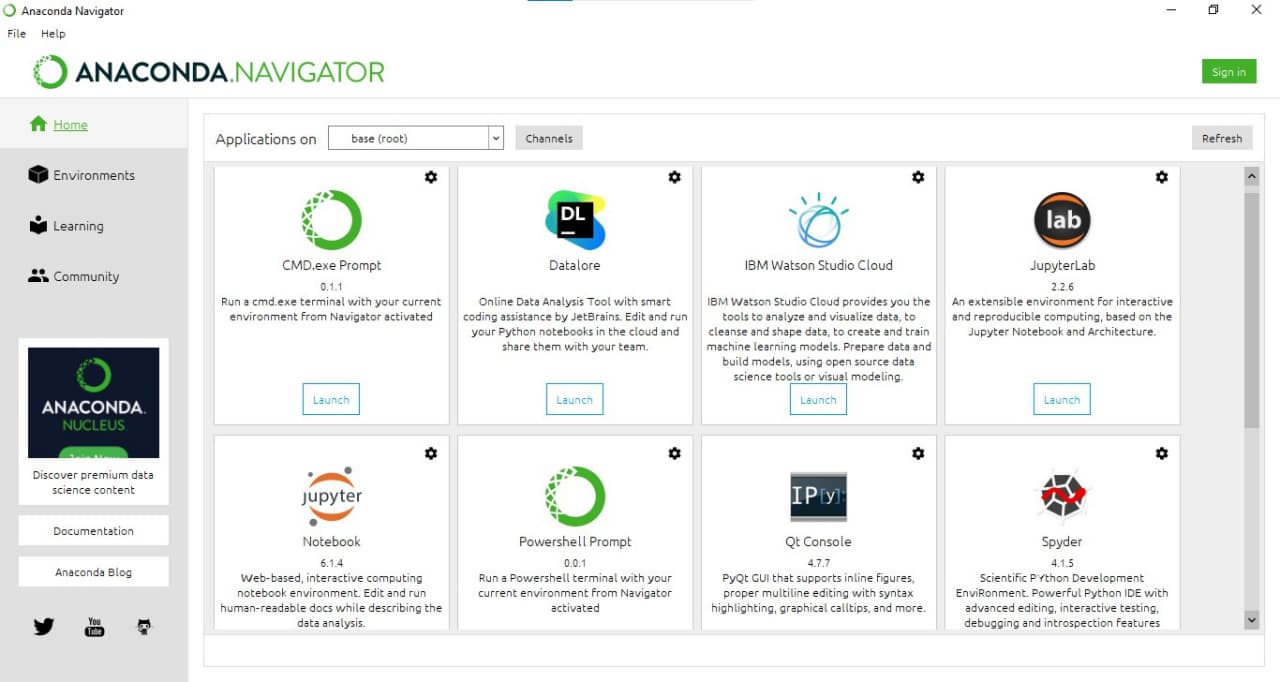 Anaconda Navigator
File Help
ANACONDA.NAVIGATOR
Sign in
Home
Environments
Learning
Community
ANACONDA.
NUCLEUS
Join Now
Discover premium data
science content
Documentation
Anaconda Blog
You
Tube
Applications on base (root) Channels Refresh
CMD.exe Prompt
0.1.1
Run a cmd.exe terminal with your current
environment from Navigator activated
Launch
DL
Datalore
Online Data Analysis Tool with smart
coding assistance by JetBrains. Edit and run
your Python notebooks in the cloud and
share them with your team.
Launch
IBM Watson Studio Cloud
IBM Watson Studio Cloud provides you the
tools to analyze and visualize data, to
cleanse and shape data, to create and train
machine learning models. Prepare data and
build models, using open source data
science tools or visual modeling.
Launch
lab
JupyterLab
2.2.6
An extensible environment for interactive
and reproducible computing, based on the
Jupyter Notebook and Architecture.
Launch
jupyter
Notebook
6.1.4
Web-based, interactive computing
notebook environment. Edit and run
human-readable docs while describing the
data analysis.
Powershell Prompt
0.0.1
Run a Powershell terminal with your
current environment from Navigator
activated
IP[y]:
Qt Console
4.7.7
PyQt GUI that supports inline figures,
proper multiline editing with syntax
highlighting, graphical calltips, and more.
Spyder
4.1.5
Scientific PYthon Development
EnviRonment. Powerful Python IDE with
advanced editing, interactive testing,
debugging and introspection features